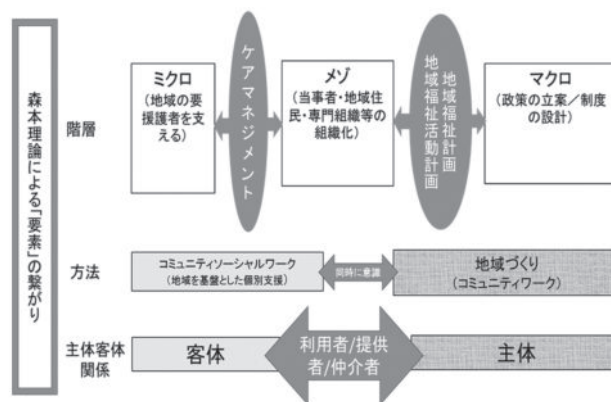 森本理論による「要素」の繋がり
階層
ミクロ
(地域の要
援護者を支
える)
ケアマネジメント
メゾ
(当事者・地域住
民・専門組織等の
組織化)
地域福祉計画
地域福祉活動計画
マクロ
(政策の立案/制度
の設計)
方法
コミュニティソーシャルワーク
(地域を基盤とした個別支援)
同時に意識
地域づくり
(コミュニティワーク)
主体客体
関係
客体
利用者/提供
者/仲介者
主体